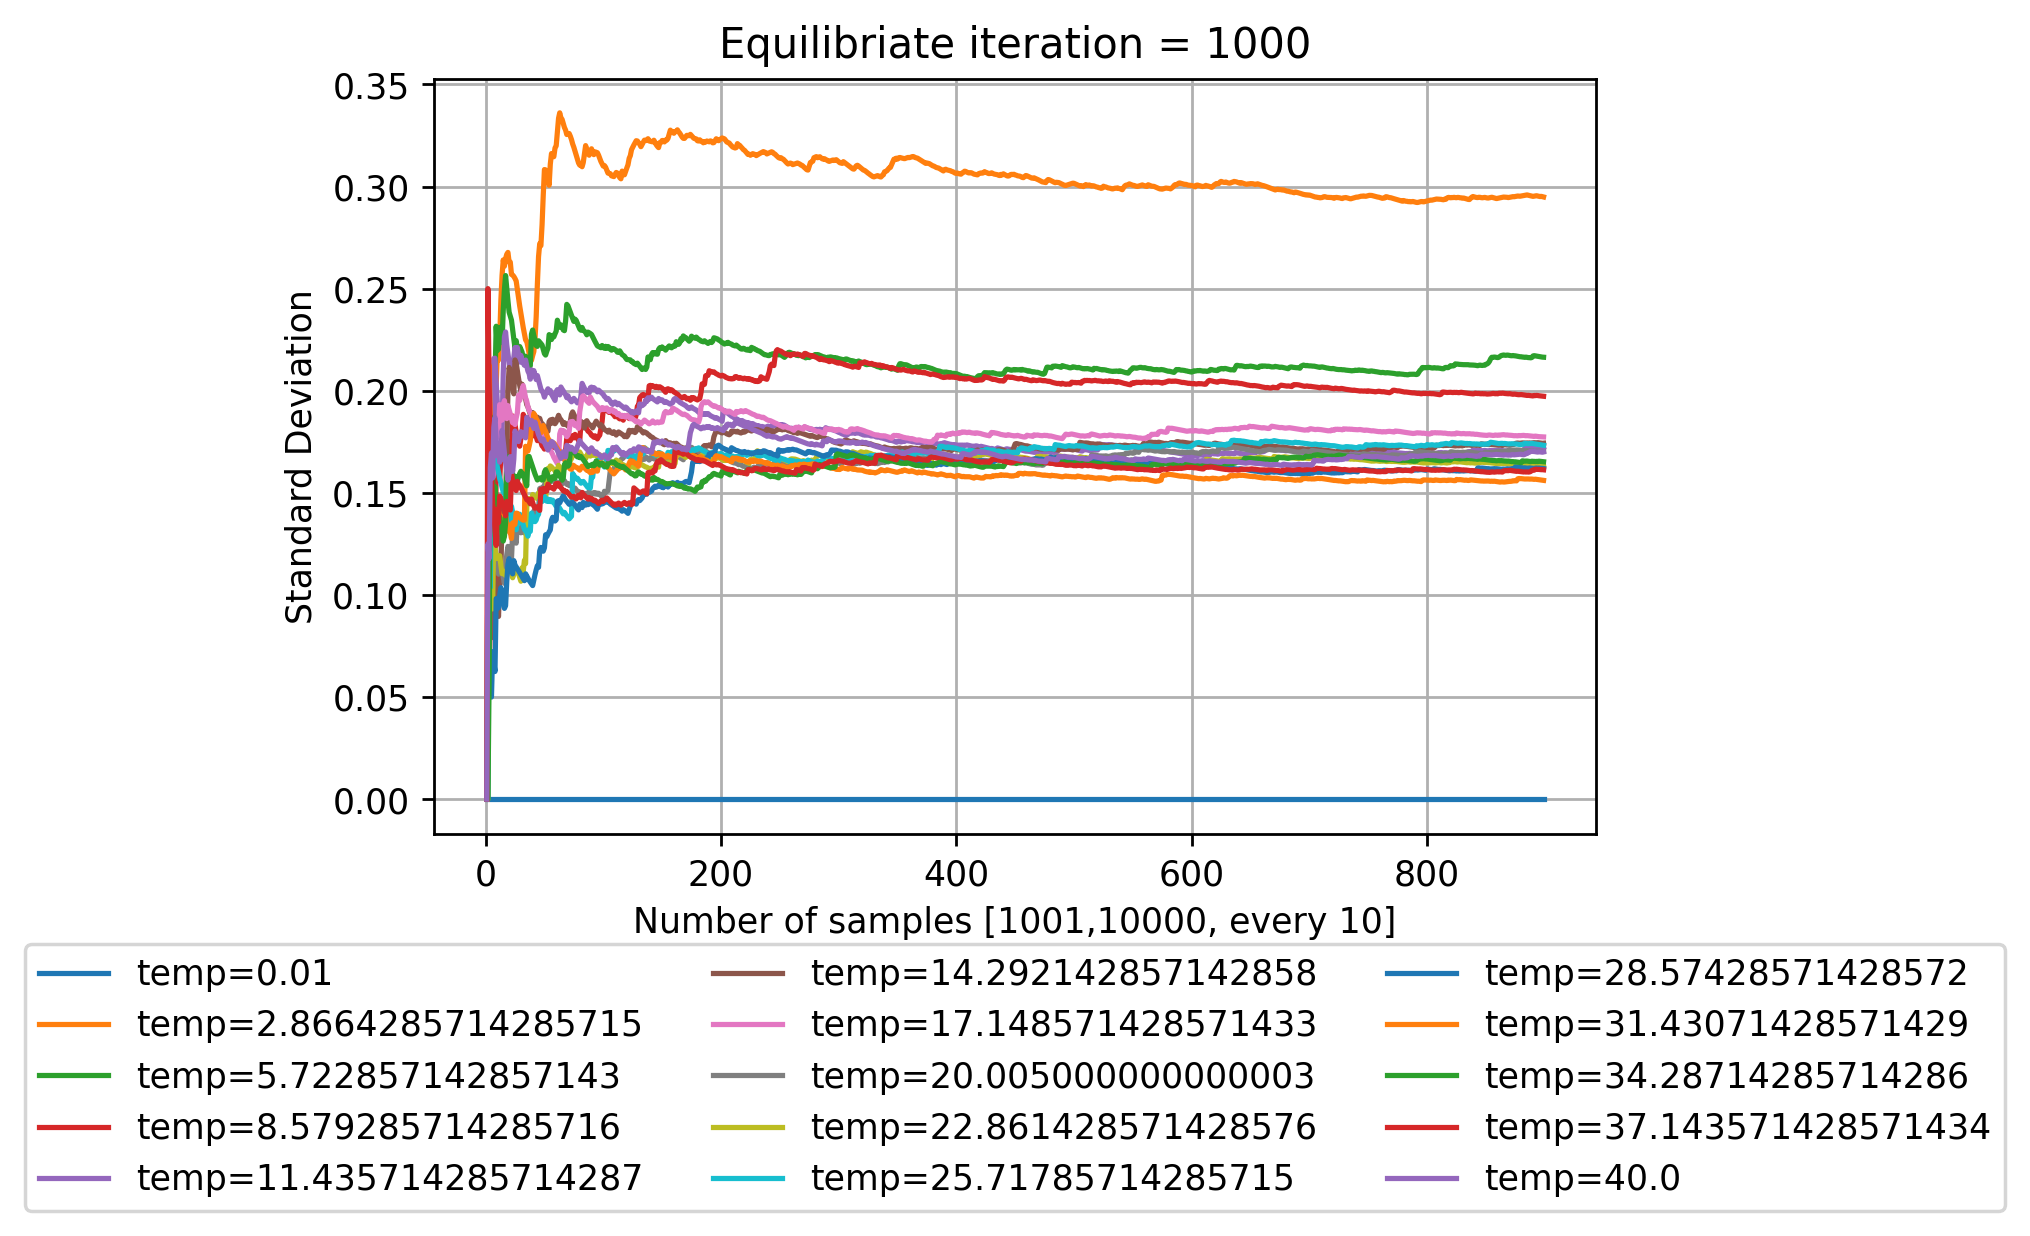 Equilibriate iteration = 1000
0.35
0.30
0.25
0.20
0.15
0.10
0.05
0.00
Standard Deviation
0 200 400 600 800
Number of samples [1001,10000, every 10]
temp=0.01
temp=2.8664285714285715
temp=5.722857142857143
temp=8.579285714285716
temp=11.435714285714287
temp=14.292142857142858
temp=17.148571428571433
temp=20.005000000000003
temp=22.861428571428576
temp=25.71785714285715
temp=28.57428571428572
temp=31.43071428571429
temp=34.28714285714286
temp=37.143571428571434
temp=40.0